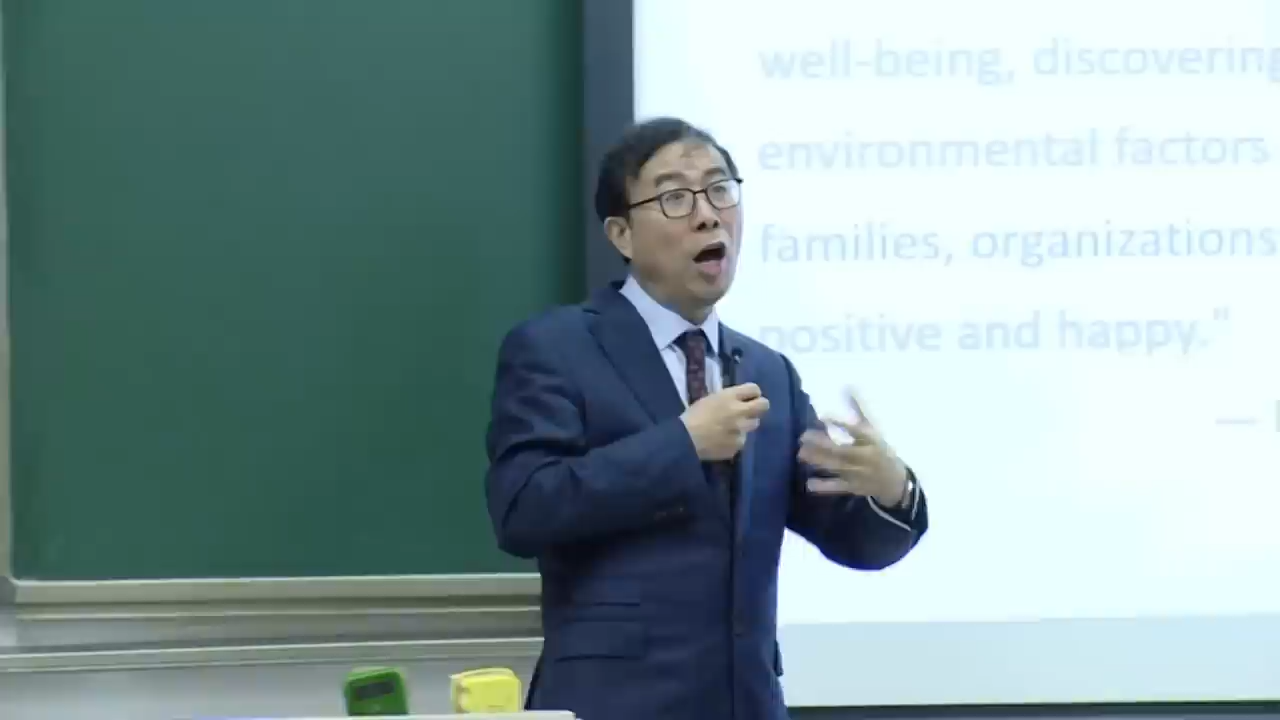 well-being, discovering
environmental factors
families, organizations
positive and happy."
—